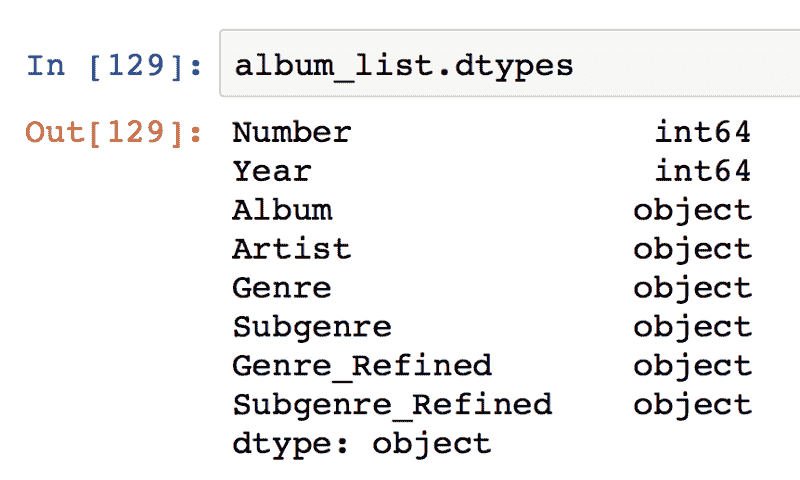 In [129]: album_list.dtypes
Out[129]: Number int64
Year int64
Album object
Artist object
Genre object
Subgenre object
Genre_Refined object
Subgenre_Refined object
dtype: object